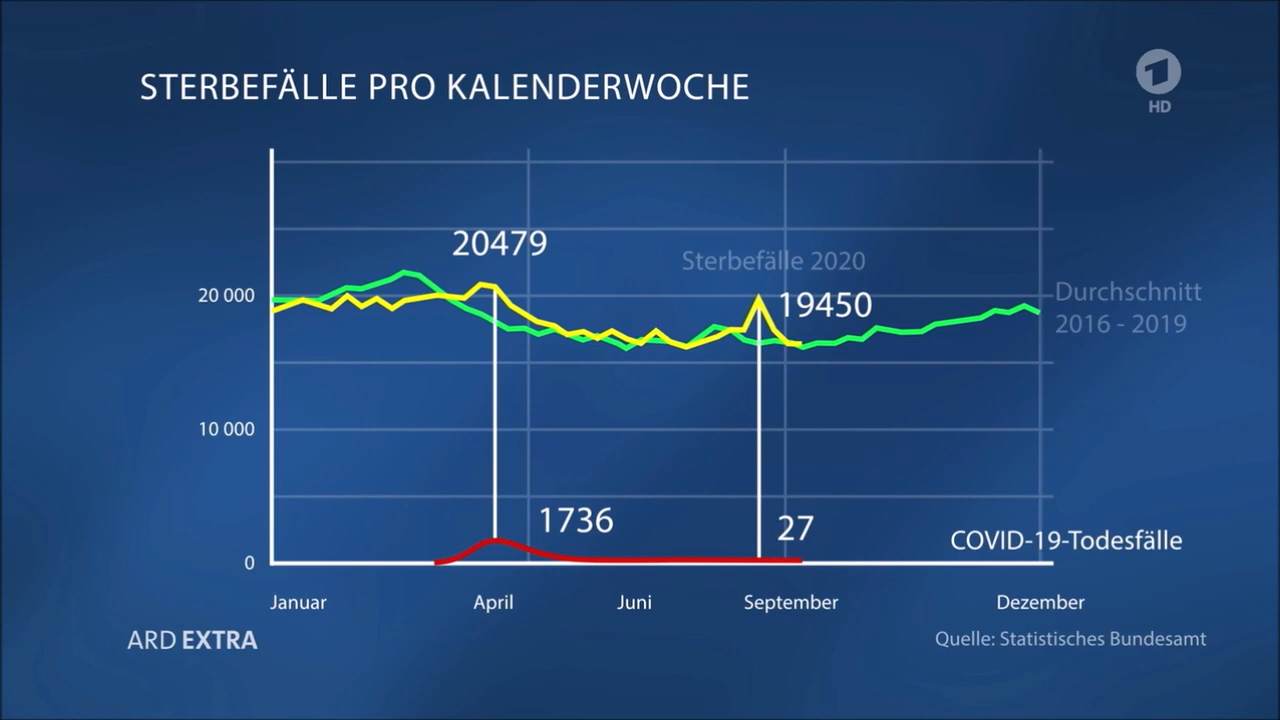 STERBEFÄLLE PRO KALENDERWOCHE
1
HD
20479
Sterbefälle 2020
20 000
19450
Durchschnitt
2016 - 2019
10 000
1736
27
COVID-19-Todesfälle
0
Januar April Juni September Dezember
ARD EXTRA
Quelle: Statistisches Bundesamt